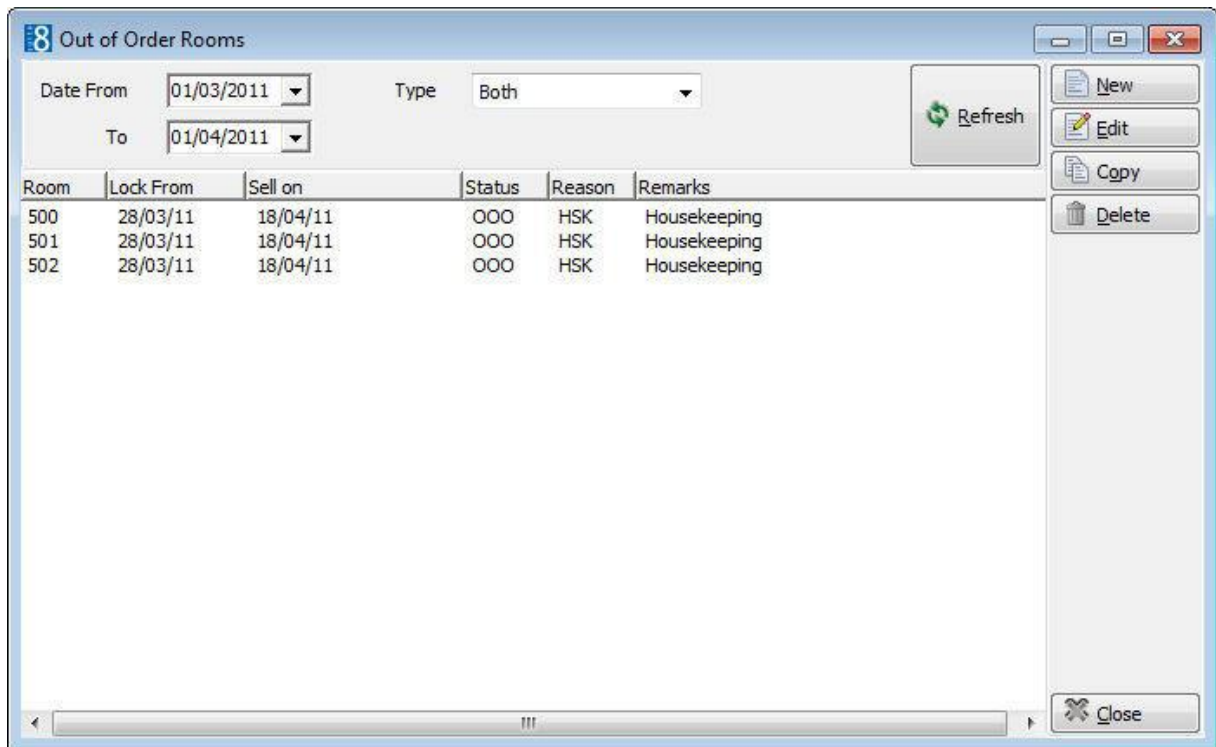 8 Out of Order Rooms
Date From 01/03/2011 Type Both
To 01/04/2011
Refresh
New
Edit
Copy
Delete
Room Lock From Sell on Status Reason Remarks
500 28/03/11 18/04/11 OOO HSK Housekeeping
501 28/03/11 18/04/11 OOO HSK Housekeeping
502 28/03/11 18/04/11 OOO HSK Housekeeping
Close